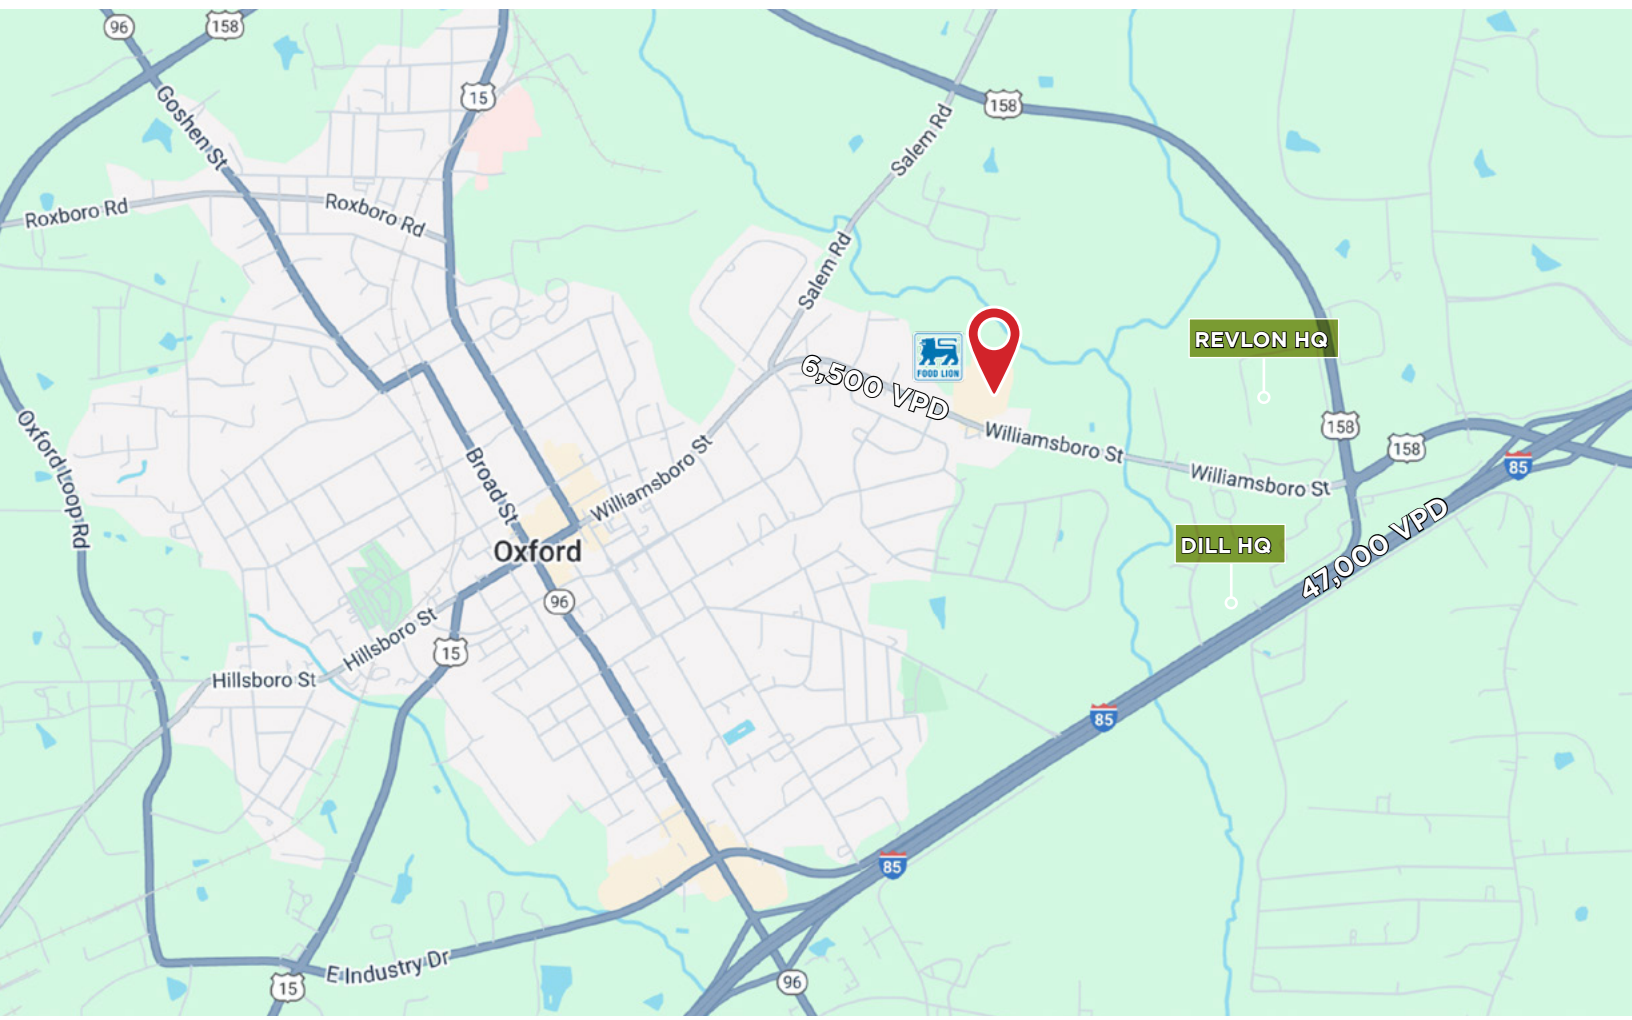 96
158
15
158
Goshen St
Salem Rd
Roxboro Rd
Roxboro Rd
Salem Rd
REVLON HQ
FOOD LION
6,500 VPD
Oxford Loop Rd
Broad St
Williamsboro St
Williamsboro St
Williamsboro St
158
158
85
47,000 VPD
DILL HQ
Oxford
96
Hillsboro St
15
Hillsboro St
85
85
E Industry Dr
15
96